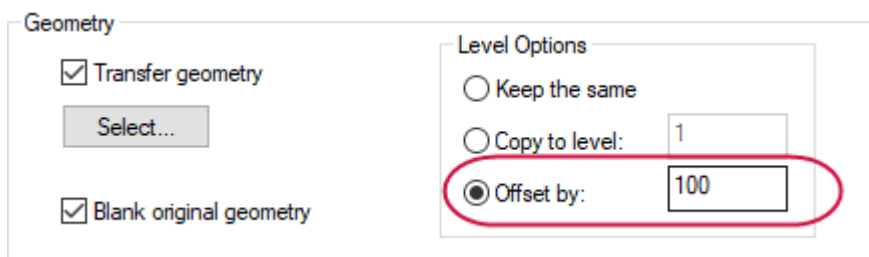 Geometry
Transfer geometry
Select...
Blank original geometry
Level Options
Keep the same
Copy to level: 1
Offset by: 100